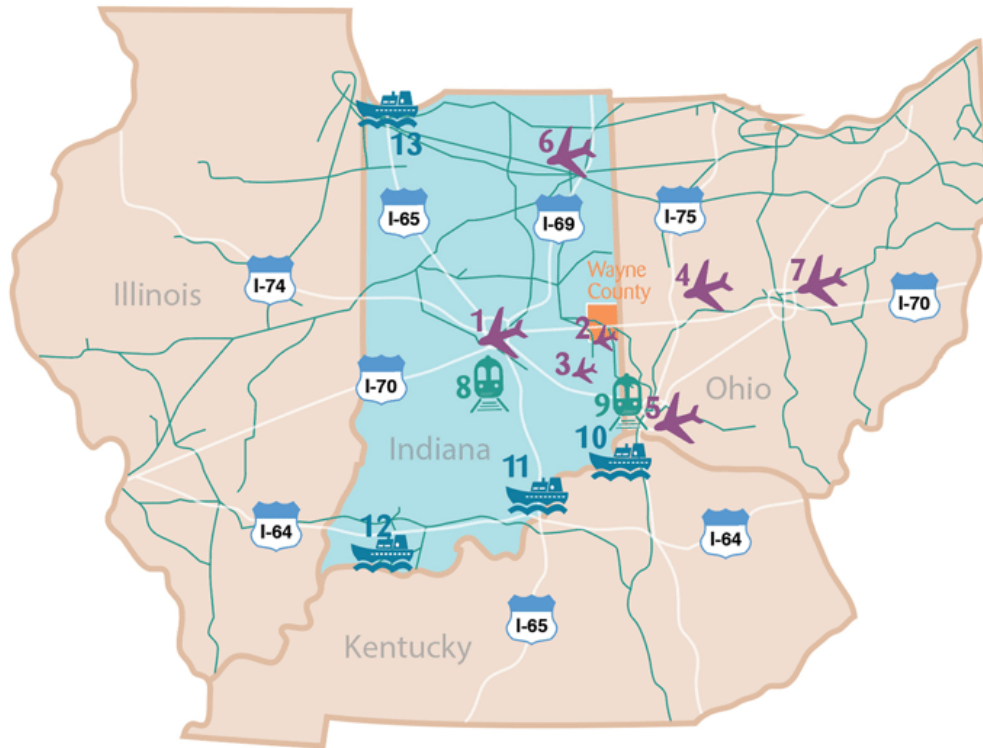 13
6
I-65
I-69
I-75
Wayne
County
4
7
I-74
Illinois
I-70
1
2
3
I-70
8
9
5
Ohio
Indiana
10
11
I-64
12
I-64
I-65
Kentucky